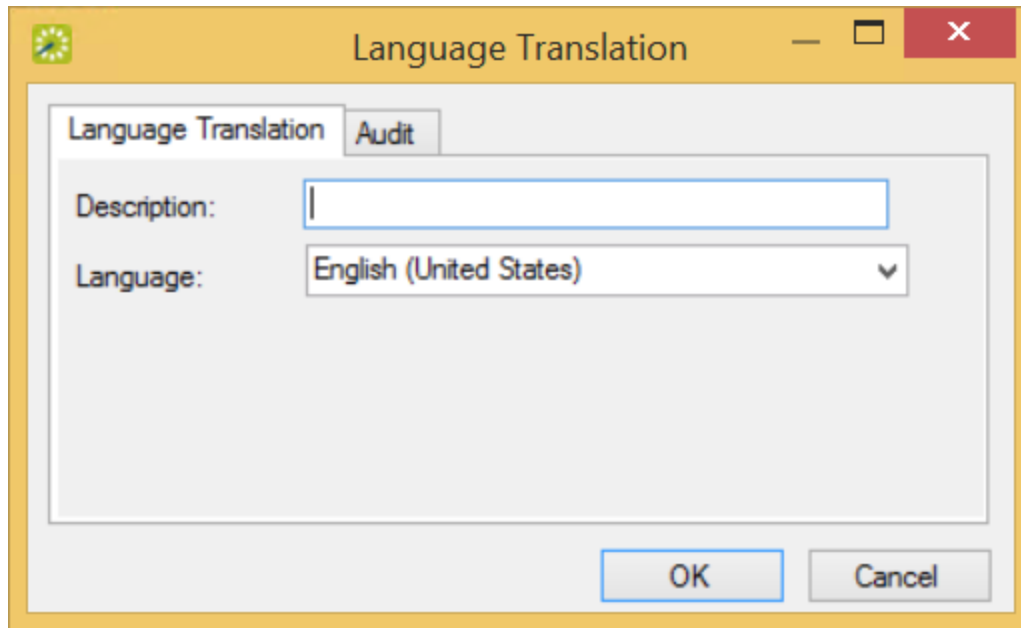 Language Translation
Language Translation Audit
Description:
Language: English (United States)
OK Cancel